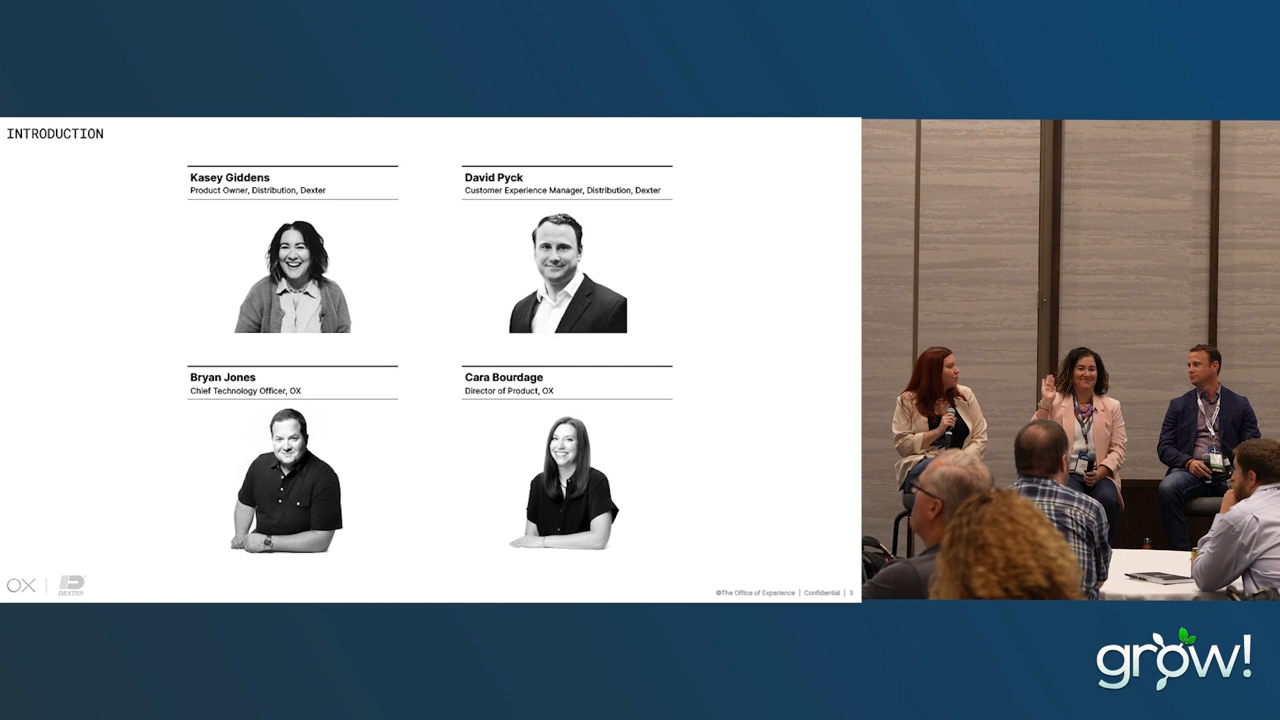 INTRODUCTION
Kasey Giddens
Product Owner, Distribution, Dexter
David Pyck
Customer Experience Manager, Distribution, Dexter
Bryan Jones
Chief Technology Officer, OX
Cara Bourdage
Director of Product, OX
OX
DEXTER
©The Office of Experience | Confidential | 3
grow!